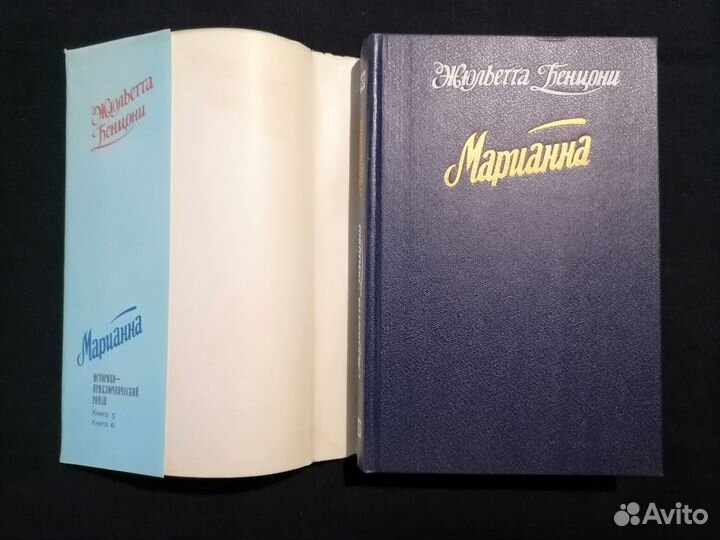 Жюльетта
Бенцони
Марианна
ИСТОРИКО-
ПРИКЛЮЧЕНЧЕСКИЙ
РОМАН
Книга 5
Книга 6
Жюльетта Бенцони
Марианна
Avito